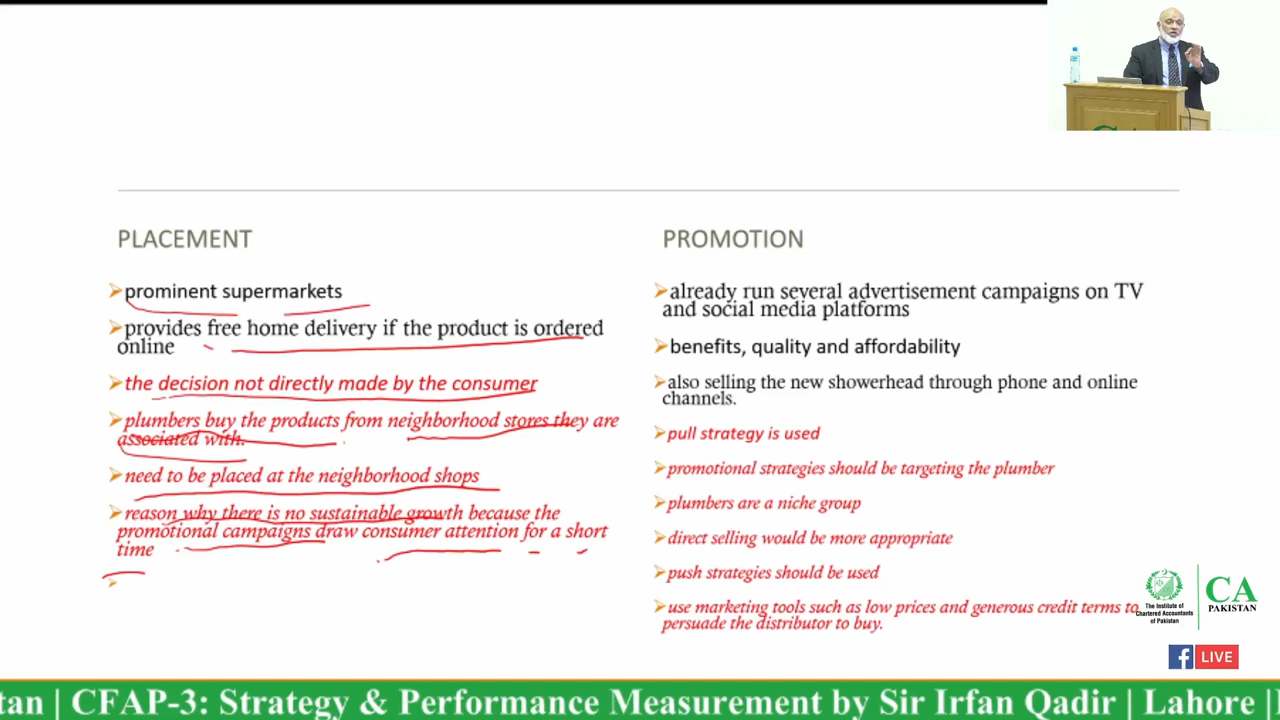 PLACEMENT
prominent supermarkets
provides free home delivery if the product is ordered
online
the decision not directly made by the consumer
plumbers buy the products from neighborhood stores they are
associated with.
need to be placed at the neighborhood shops
reason why there is no sustainable growth because the
promotional campaigns draw consumer attention for a short
time
PROMOTION
already run several advertisement campaigns on TV
and social media platforms
benefits, quality and affordability
also selling the new showerhead through phone and online
channels.
pull strategy is used
promotional strategies should be targeting the plumber
plumbers are a niche group
direct selling would be more appropriate
push strategies should be used
use marketing tools such as low prices and generous credit terms to
persuade the distributor to buy.
The Institute of
Chartered Accountants
of Pakistan
CA
PAKISTAN
f LIVE
tan | CFAP-3: Strategy & Performance Measurement by Sir Irfan Qadir | Lahore |